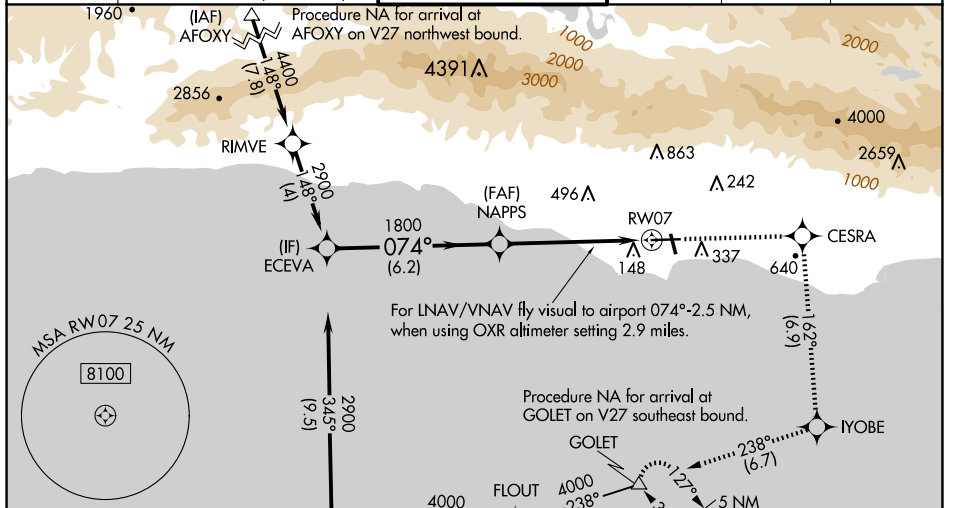 1960
(IAF)
AFOXY
Procedure NA for arrival at
AFOXY on V27 northwest bound.
4400
148°
(7.8)
1000
2000
3000
2000
4391
2856
4000
RIMVE
863
2659
1000
2900
148°
(4)
242
496
(FAF)
NAPPS
RW07
1800
074°
(6.2)
(IF)
ECEVA
CESRA
148
337
640
For LNAV/VNAV fly visual to airport 074°-2.5 NM,
when using OXR altimeter setting 2.9 miles.
162°
(6.9)
MSA RW07 25 NM
8100
2900
345°
(9.5)
Procedure NA for arrival at
GOLET on V27 southeast bound.
GOLET
IYOBE
238°
(6.7)
127°
FLOUT
4000
238°
4000
5 NM